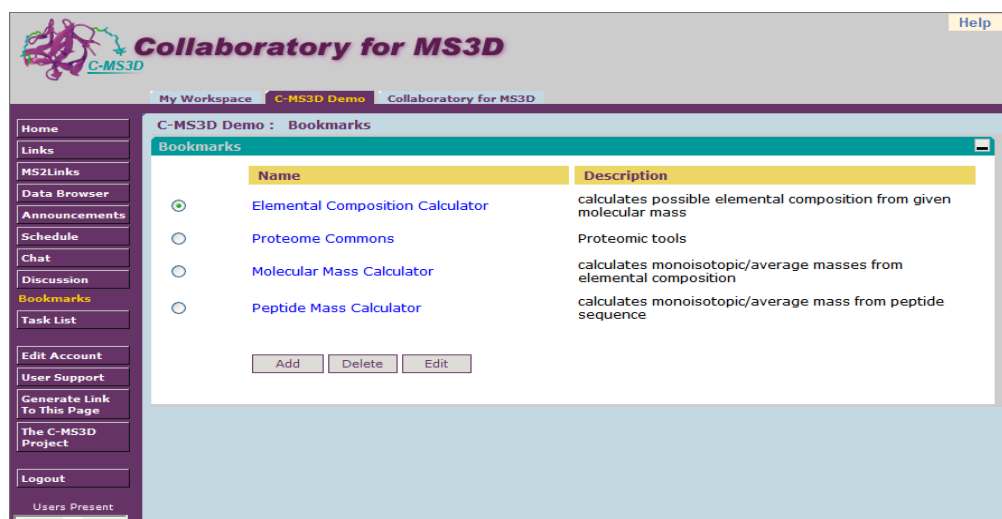 Help
Collaboratory for MS3D
C-MS3D
My Workspace C-MS3D Demo Collaboratory for MS3D
C-MS3D Demo : Bookmarks
Bookmarks
Home
Links
MS2Links
Data Browser
Announcements
Schedule
Chat
Discussion
Bookmarks
Task List
Edit Account
User Support
Generate Link
To This Page
The C-MS3D
Project
Logout
Users Present
Name Description
Elemental Composition Calculator
calculates possible elemental composition from given
molecular mass
Proteome Commons Proteomic tools
Molecular Mass Calculator
calculates monoisotopic/average masses from
elemental composition
Peptide Mass Calculator
calculates monoisotopic/average mass from peptide
sequence
Add Delete Edit